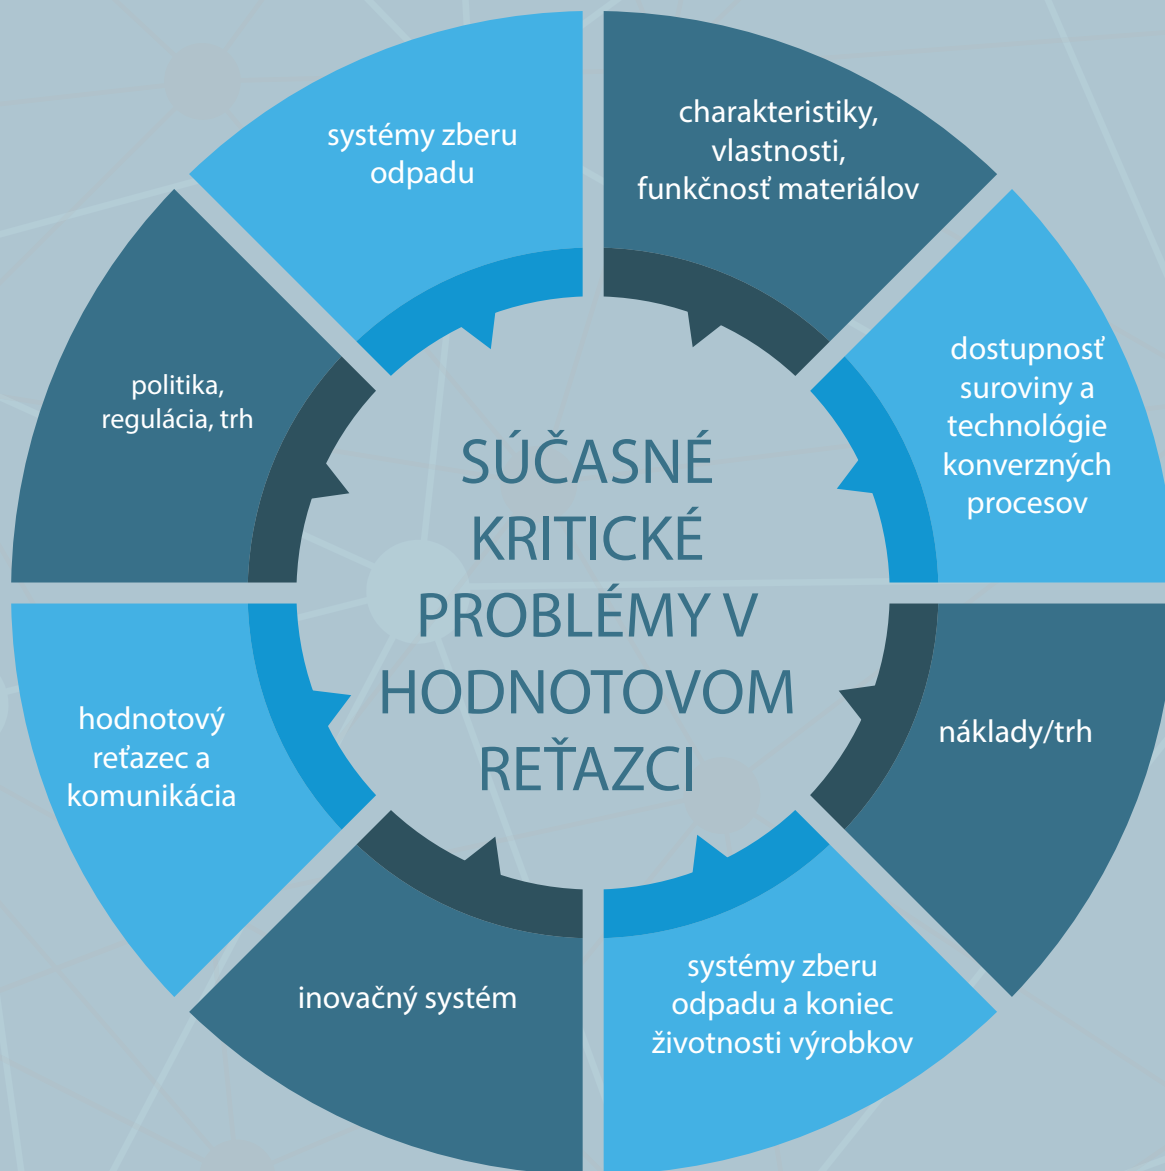 systémy zberu
odpadu
charakteristiky,
vlastnosti,
funkčnosť materiálov
dostupnosť
suroviny a
technológie
konverzných
procesov
náklady/trh
systémy zberu
odpadu a koniec
životnosti výrobkov
inovačný systém
hodnotový
reťazec a
komunikácia
politika,
regulácia, trh
SÚČASNÉ
KRITICKÉ
PROBLÉMY V
HODNOTOVOM
REŤAZCI